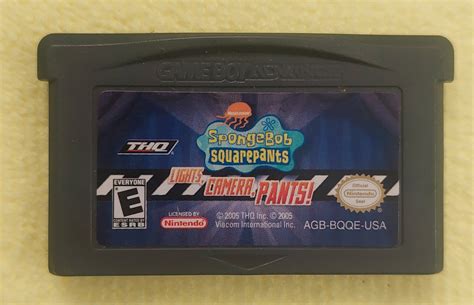 GAME BOY ADVANCE
NICKELODEON
SpongeBob
SQUAREPANTS
THQ
LIGHTS, CAMERA, PANTS!
EVERYONE
E
CONTENT RATED BY
ESRB
LICENSED BY
Nintendo
© 2005 THQ Inc. © 2005
Viacom International Inc.
Official
Nintendo
Seal
AGB-BQQE-USA